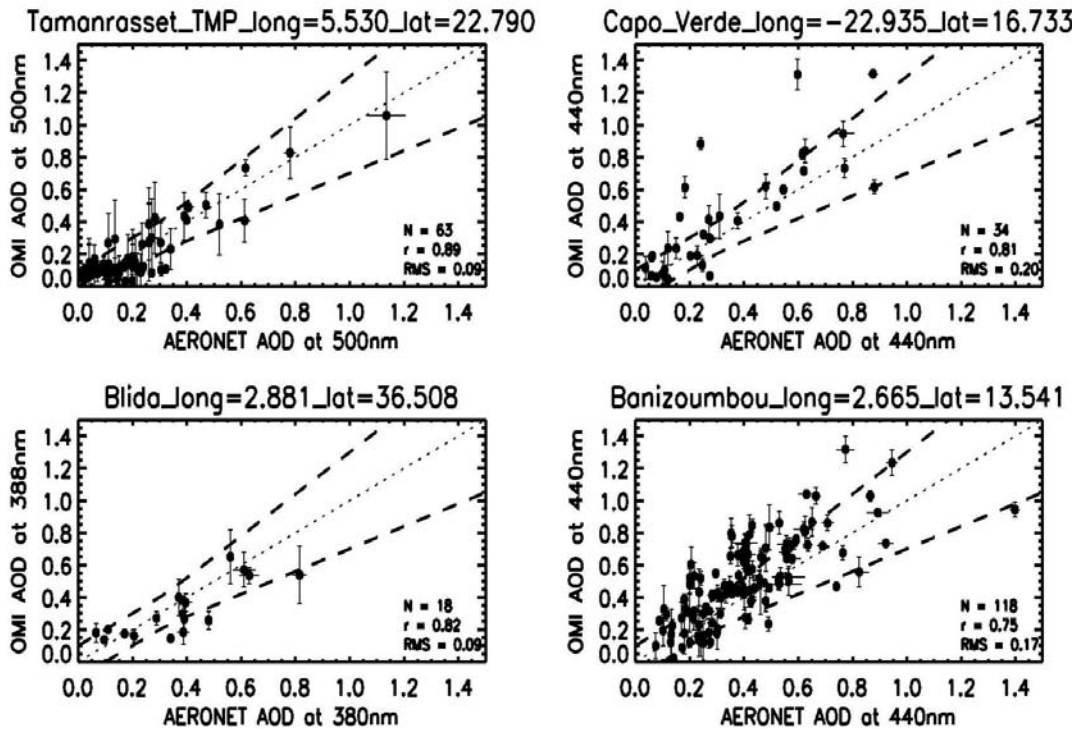 Tamanrasset_TMP_long=5.530_lat=22.790
OMI AOD at 500nm
1.4
1.2
1.0
0.8
0.6
0.4
0.2
0.0
N = 63
r = 0.89
RMS = 0.09
0.0 0.2 0.4 0.6 0.8 1.0 1.2 1.4
AERONET AOD at 500nm
Capo_Verde_long=-22.935_lat=16.733
OMI AOD at 440nm
1.4
1.2
1.0
0.8
0.6
0.4
0.2
0.0
N = 34
r = 0.81
RMS = 0.20
0.0 0.2 0.4 0.6 0.8 1.0 1.2 1.4
AERONET AOD at 440nm
Blida_long=2.881_lat=36.508
OMI AOD at 388nm
1.4
1.2
1.0
0.8
0.6
0.4
0.2
0.0
N = 18
r = 0.82
RMS = 0.09
0.0 0.2 0.4 0.6 0.8 1.0 1.2 1.4
AERONET AOD at 380nm
Banizoumbou_long=2.665_lat=13.541
OMI AOD at 440nm
1.4
1.2
1.0
0.8
0.6
0.4
0.2
0.0
N = 118
r = 0.75
RMS = 0.17
0.0 0.2 0.4 0.6 0.8 1.0 1.2 1.4
AERONET AOD at 440nm